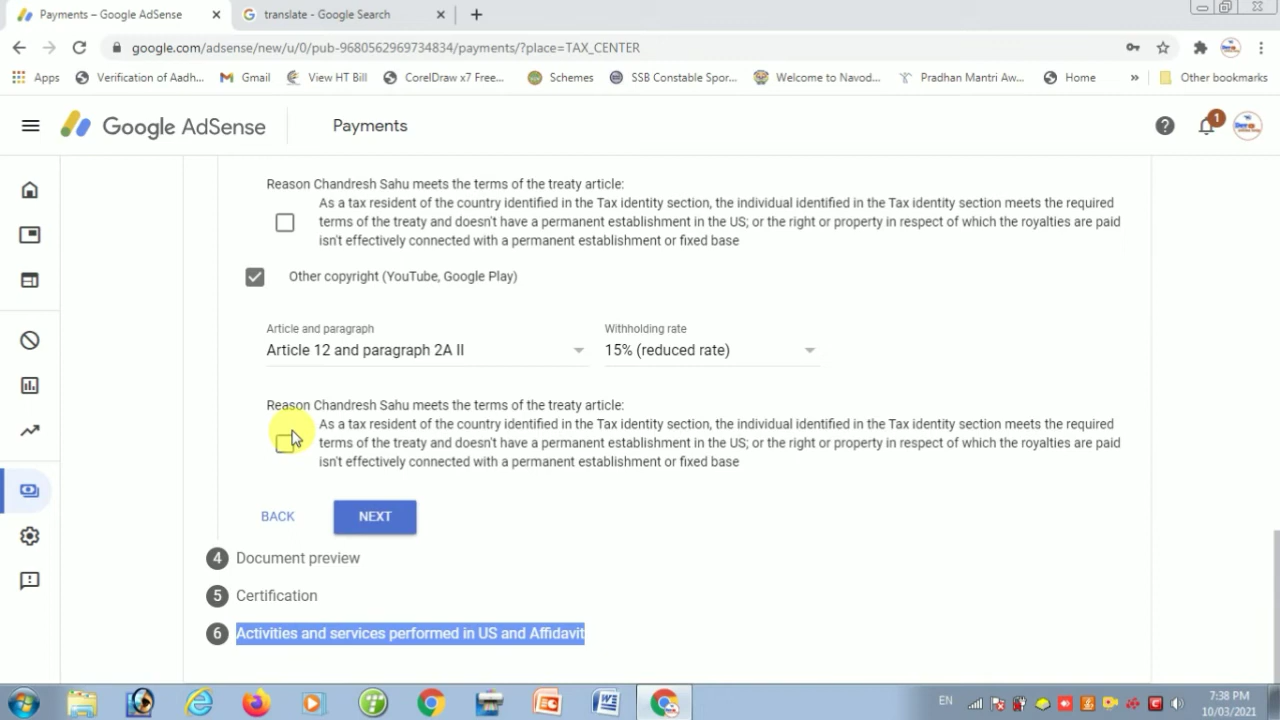 Payments – Google AdSense
translate - Google Search
google.com/adsense/new/u/0/pub-9680562969734834/payments/?place=TAX_CENTER
Apps
Verification of Aadh...
Gmail
View HT Bill
CorelDraw x7 Free...
Schemes
SSB Constable Spor...
Welcome to Navod...
Pradhan Mantri Aw...
Home
»
Other bookmarks
Google AdSense
Payments
1
Reason Chandresh Sahu meets the terms of the treaty article:
As a tax resident of the country identified in the Tax identity section, the individual identified in the Tax identity section meets the required
terms of the treaty and doesn't have a permanent establishment in the US; or the right or property in respect of which the royalties are paid
isn't effectively connected with a permanent establishment or fixed base
Other copyright (YouTube, Google Play)
Article and paragraph
Withholding rate
Article 12 and paragraph 2A II
15% (reduced rate)
Reason Chandresh Sahu meets the terms of the treaty article:
As a tax resident of the country identified in the Tax identity section, the individual identified in the Tax identity section meets the required
terms of the treaty and doesn't have a permanent establishment in the US; or the right or property in respect of which the royalties are paid
isn't effectively connected with a permanent establishment or fixed base
BACK
NEXT
4 Document preview
5 Certification
6 Activities and services performed in US and Affidavit
EN
7:38 PM
10/03/2021